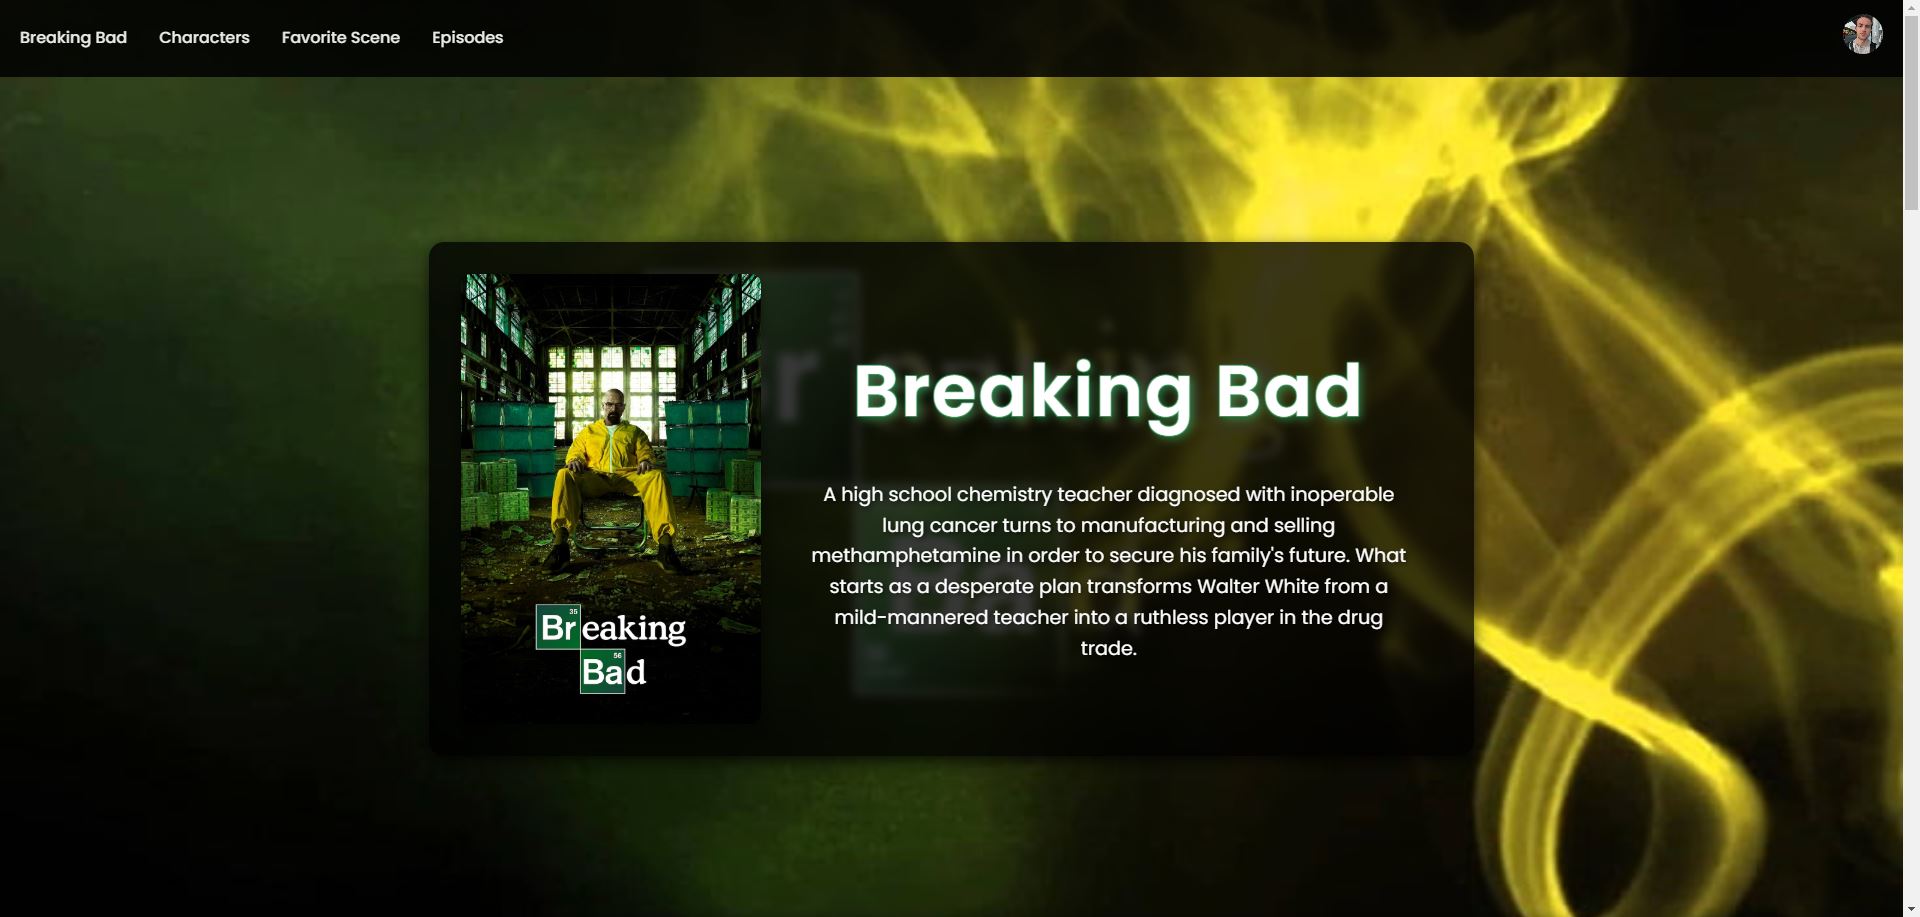 Breaking Bad Characters Favorite Scene Episodes
35
Breaking
56
Bad
Breaking Bad
A high school chemistry teacher diagnosed with inoperable
lung cancer turns to manufacturing and selling
methamphetamine in order to secure his family's future. What
starts as a desperate plan transforms Walter White from a
mild-mannered teacher into a ruthless player in the drug
trade.